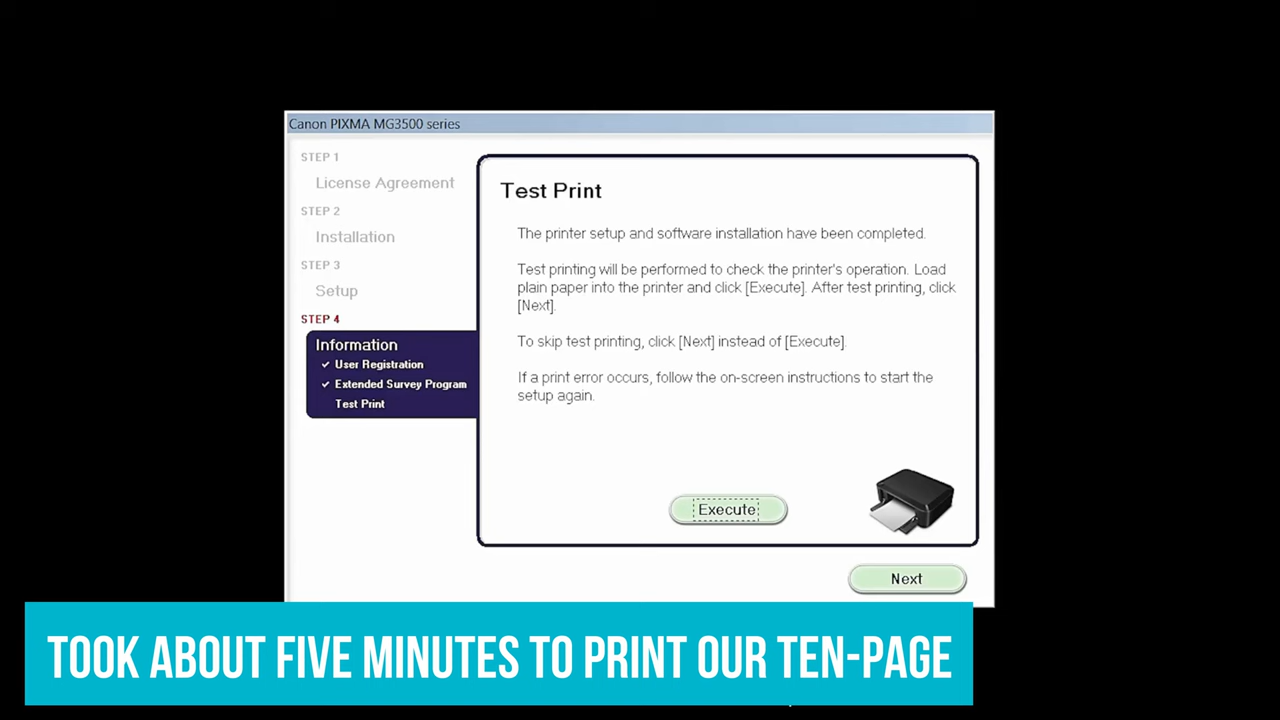 Canon PIXMA MG3500 series
STEP 1
License Agreement
STEP 2
Installation
STEP 3
Setup
STEP 4
Information
✓ User Registration
✓ Extended Survey Program
Test Print
Test Print
The printer setup and software installation have been completed.
Test printing will be performed to check the printer's operation. Load
plain paper into the printer and click [Execute]. After test printing, click
[Next].
To skip test printing, click [Next] instead of [Execute].
If a print error occurs, follow the on-screen instructions to start the
setup again.
Execute
Next
TOOK ABOUT FIVE MINUTES TO PRINT OUR TEN-PAGE